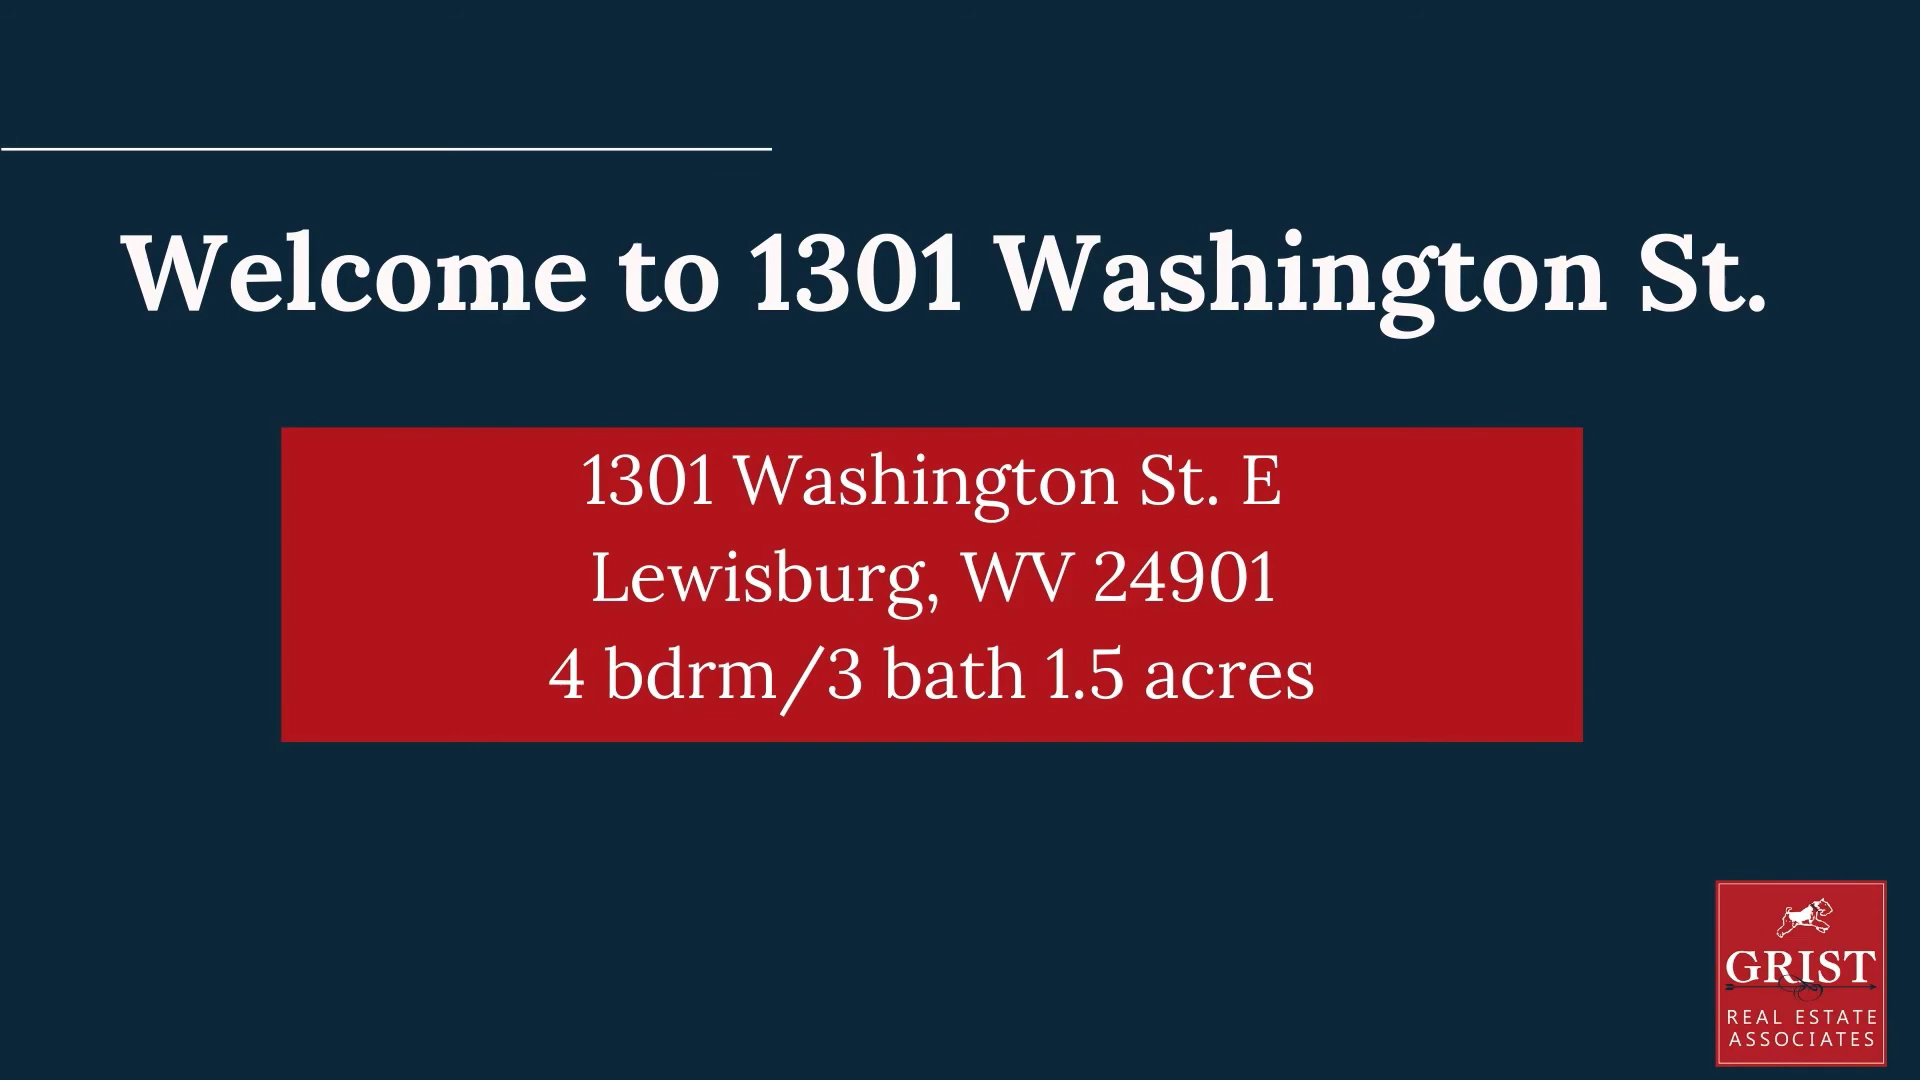 Welcome to 1301 Washington St.
1301 Washington St. E
Lewisburg, WV 24901
4 bdrm/3 bath 1.5 acres
GRIST
REAL ESTATE
ASSOCIATES